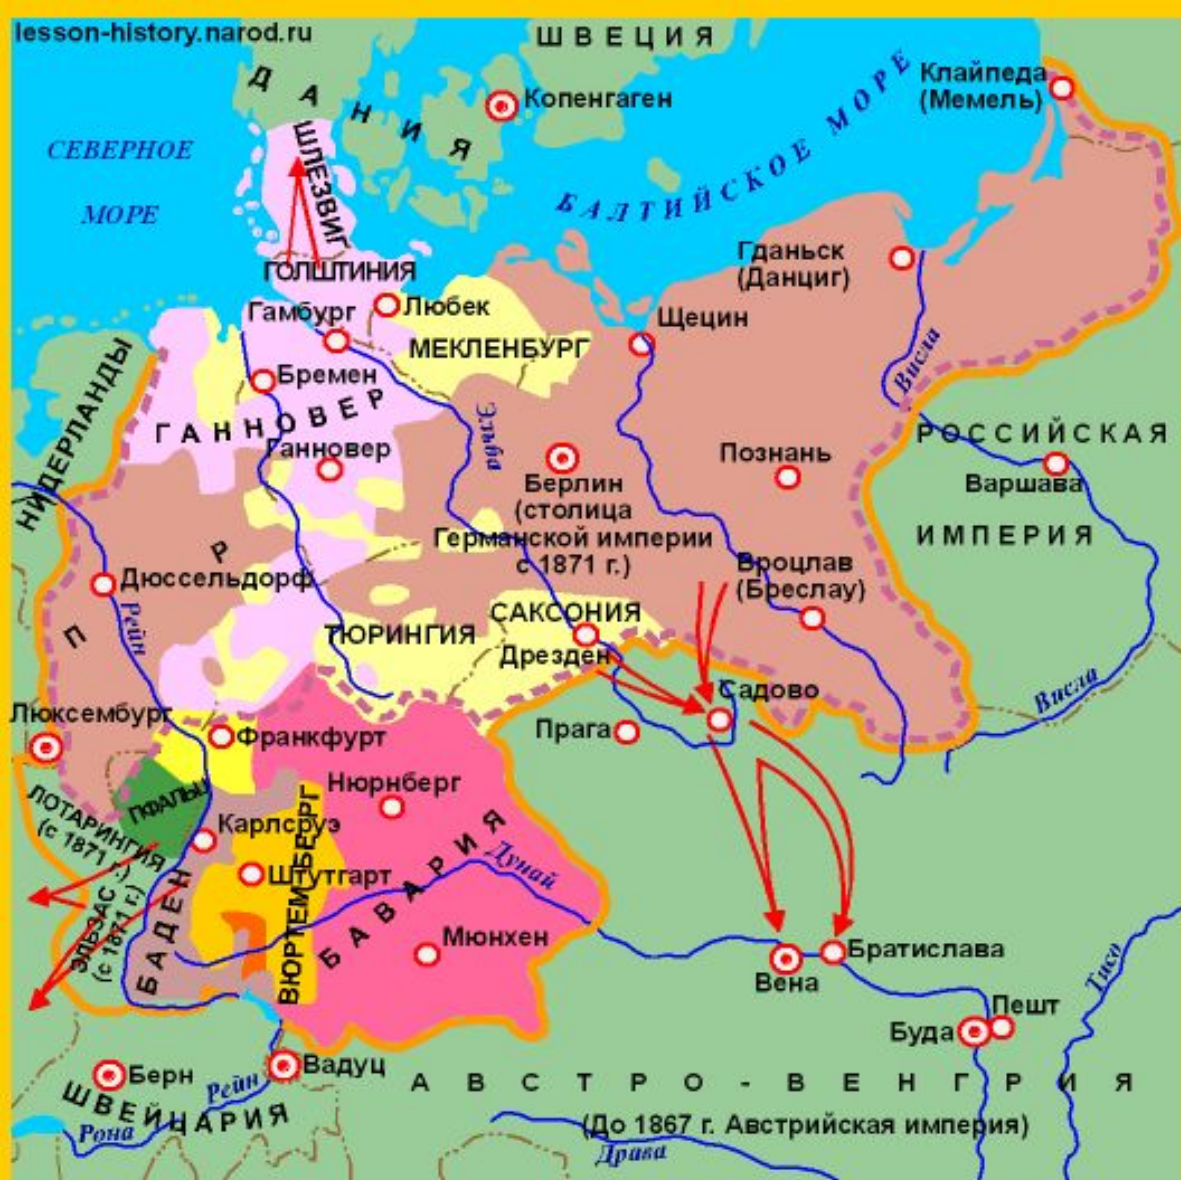 lesson-history.narod.ru
ШВЕЦИЯ
ДАНИЯ
Копенгаген
Клайпеда
(Мемель)
СЕВЕРНОЕ
МОРЕ
БАЛТИЙСКОЕ МОРЕ
ШЛЕЗВИГ
ГОЛШТИНИЯ
Гданьск
(Данциг)
Гамбург
Любек
Щецин
МЕКЛЕНБУРГ
Висла
НИДЕРЛАНДЫ
Бремен
ГАННОВЕР
Ганновер
Эльба
РОССИЙСКАЯ
ИМПЕРИЯ
Варшава
Познань
Берлин
(столица
Германской империи
с 1871 г.)
Вроцлав
(Бреслау)
П Р
Дюссельдорф
Рейн
САКСОНИЯ
ТЮРИНГИЯ
Дрезден
Садово
Висла
Прага
Люксембург
Франкфурт
Нюрнберг
ПФАЛЬЦ
ЛОТАРИНГИЯ
(с 1871 г.)
Карлсруэ
Штутгарт
ВЮРТЕМБЕРГ
БАВАРИЯ
Дунай
ЭЛЬЗАС
(с 1871 г.)
БАДЕН
Мюнхен
Вена
Братислава
Тисо
Буда
Пешт
Берн
Вадуц
Рейн
ШВЕЙЦАРИЯ
Рона
АВСТРО-ВЕНГРИЯ
(До 1867 г. Австрийская империя)
Драва